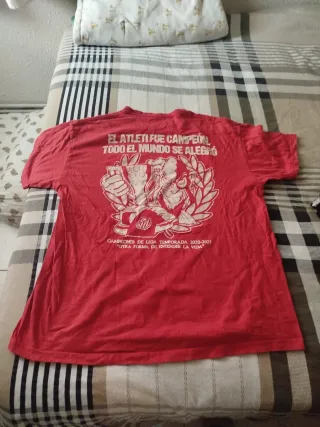 EL ATLETI FUE CAMPEÓN,
TODO EL MUNDO SE ALEGRÓ
CAMPEONES DE LIGA TEMPORADA 2020-2021
"OTRA FORMA DE ENTENDER LA VIDA"